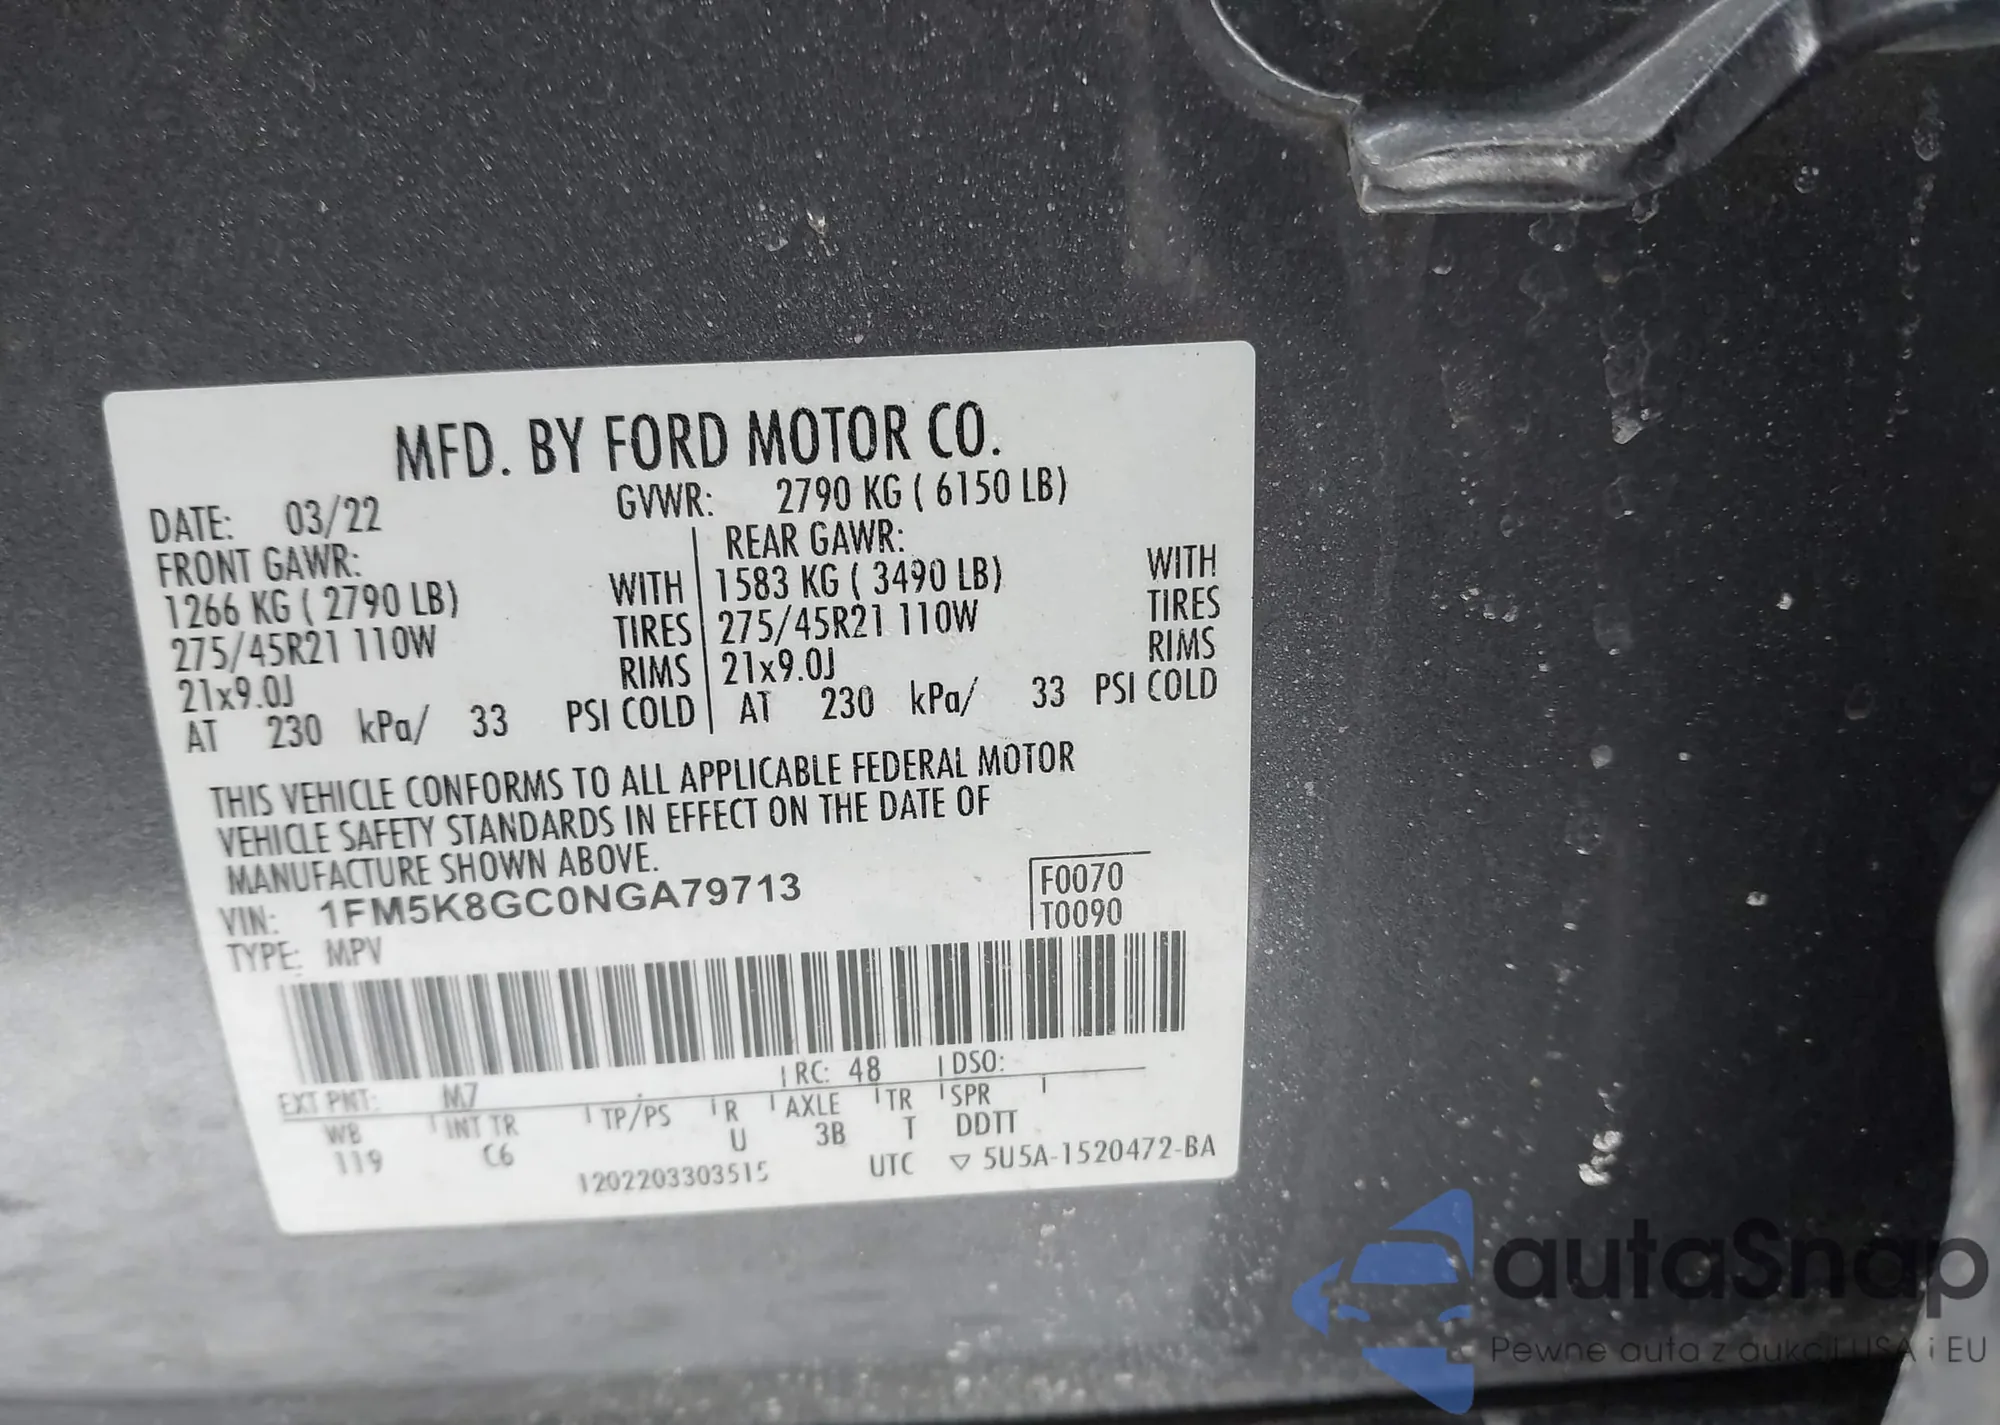 MFD. BY FORD MOTOR CO.
DATE: 03/22 GVWR: 2790 KG ( 6150 LB)
FRONT GAWR: REAR GAWR:
1266 KG ( 2790 LB) WITH 1583 KG ( 3490 LB) WITH
275/45R21 110W TIRES 275/45R21 110W TIRES
21x9.0J RIMS 21x9.0J RIMS
AT 230 kPa/ 33 PSI COLD AT 230 kPa/ 33 PSI COLD
THIS VEHICLE CONFORMS TO ALL APPLICABLE FEDERAL MOTOR
VEHICLE SAFETY STANDARDS IN EFFECT ON THE DATE OF
MANUFACTURE SHOWN ABOVE.
VIN: 1FM5K8GC0NGA79713 F0070
TYPE: MPV T0090
EXT PNT: M7 RC: 48 DSO:
WB INT TR TP/PS R AXLE TR SPR
119 C6 U 3B T DDTT
1202203303515 UTC ▽ 5U5A-1520472-BA
autaSnap
Pewne auta z aukcji USA i EU